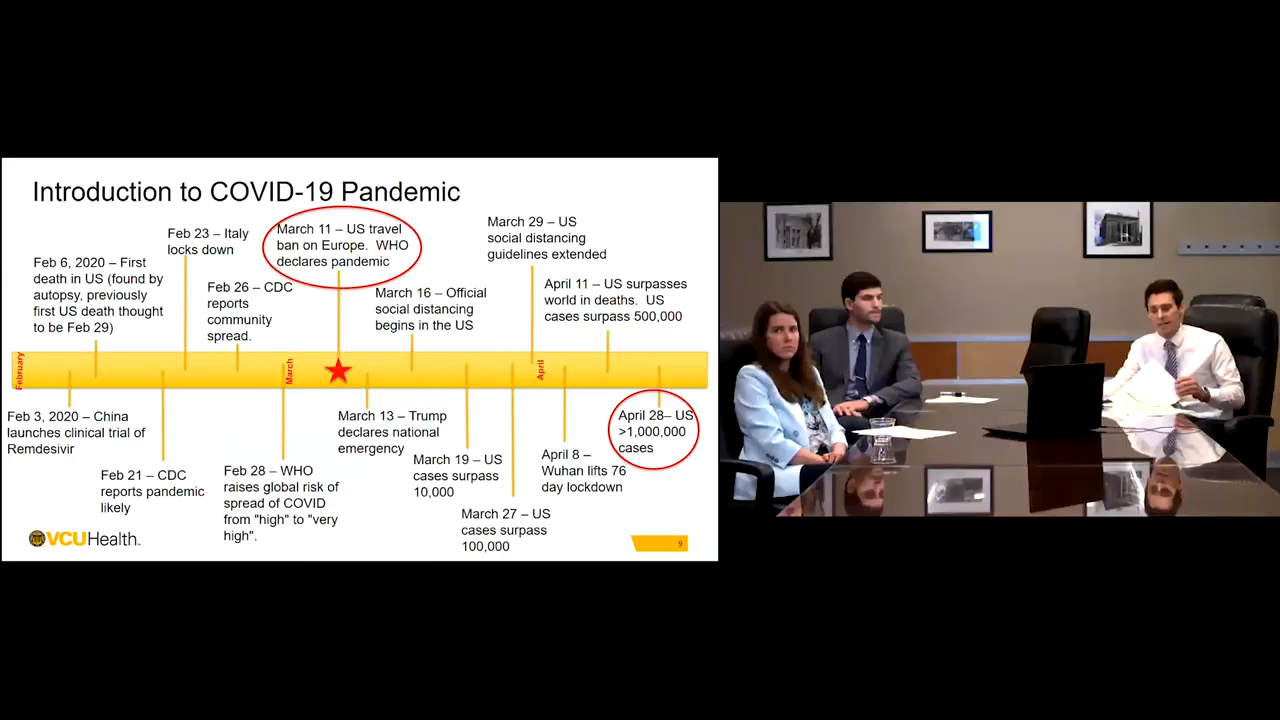 Introduction to COVID-19 Pandemic
Feb 6, 2020 – First
death in US (found by
autopsy, previously
first US death thought
to be Feb 29)
Feb 23 – Italy
locks down
Feb 26 – CDC
reports
community
spread.
March 11 – US travel
ban on Europe.  WHO
declares pandemic
March 16 – Official
social distancing
begins in the US
March 29 – US
social distancing
guidelines extended
April 11 – US surpasses
world in deaths.  US
cases surpass 500,000
February
March
April
Feb 3, 2020 – China
launches clinical trial of
Remdesivir
Feb 21 – CDC
reports pandemic
likely
Feb 28 – WHO
raises global risk of
spread of COVID
from "high" to "very
high".
March 13 – Trump
declares national
emergency
March 19 – US
cases surpass
10,000
March 27 – US
cases surpass
100,000
April 8 –
Wuhan lifts 76
day lockdown
April 28– US
>1,000,000
cases
VCUHealth™
9